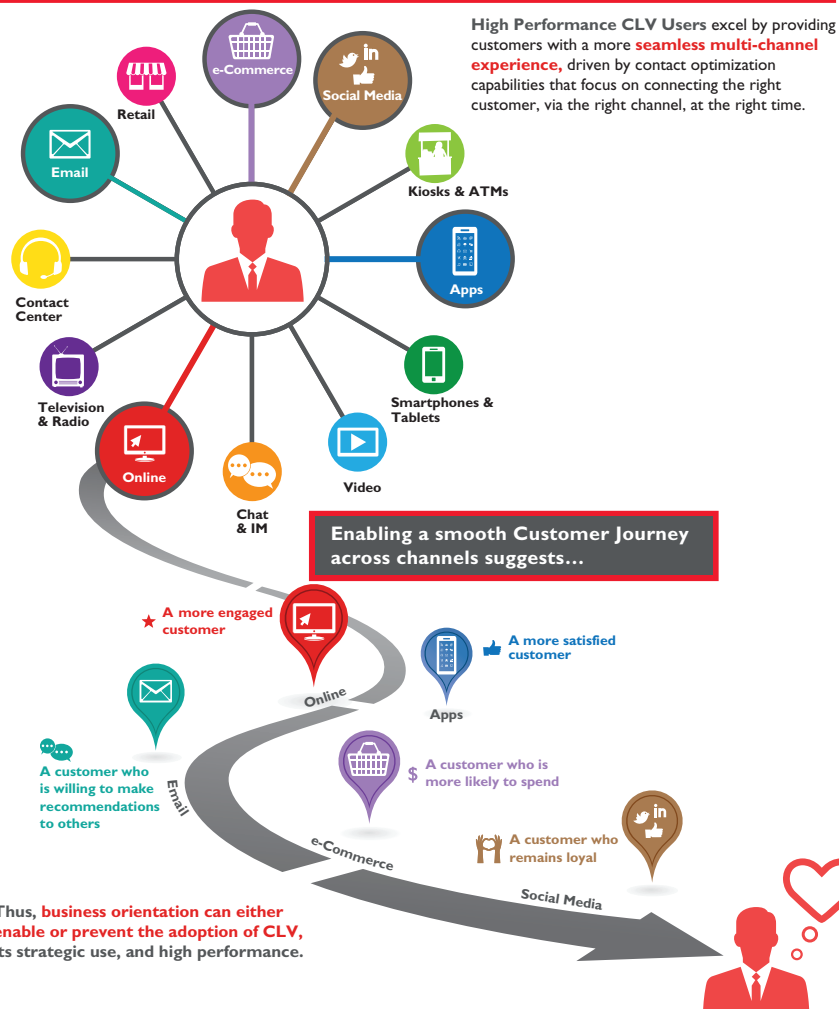 High Performance CLV Users excel by providing
customers with a more seamless multi-channel
experience, driven by contact optimization
capabilities that focus on connecting the right
customer, via the right channel, at the right time.
e-Commerce
in
Social Media
Retail
Email
Kiosks & ATMs
Apps
Contact
Center
Television
& Radio
Smartphones &
Tablets
Online
Video
Chat
& IM
Enabling a smooth Customer Journey
across channels suggests…
A more engaged
customer
A more satisfied
customer
Online
Apps
A customer who
is willing to make
recommendations
to others
Email
$ A customer who is
more likely to spend
in
A customer who
remains loyal
e-Commerce
Social Media
Thus, business orientation can either
enable or prevent the adoption of CLV,
its strategic use, and high performance.